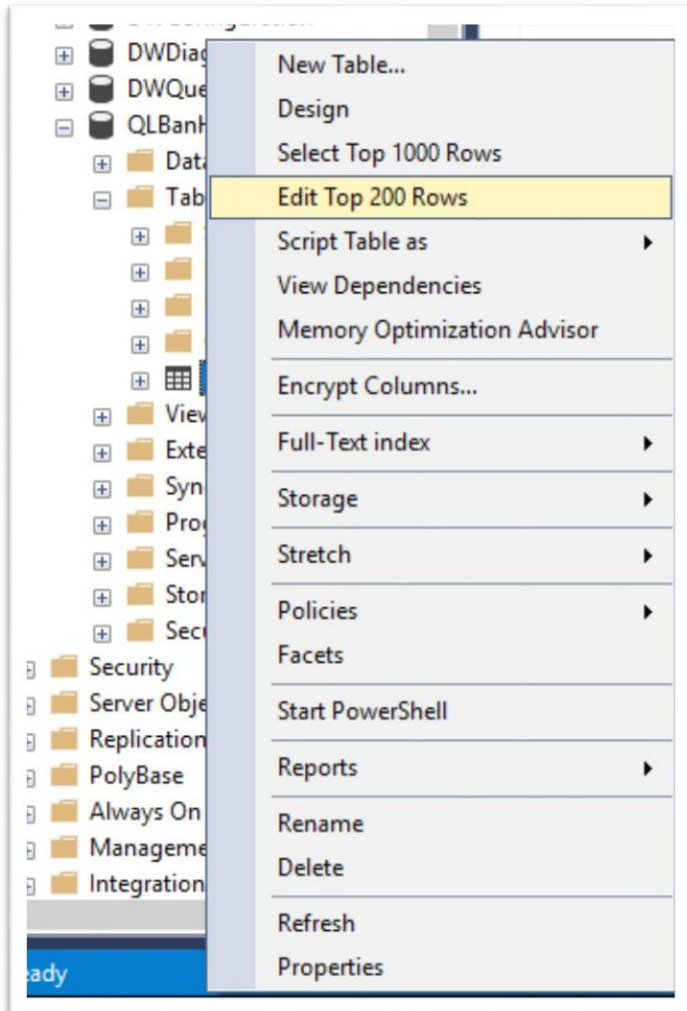 DWDiag
DWQue
QLBanH
Data
Tab
View
Exte
Syn
Prog
Serv
Stor
Secu
Security
Server Obje
Replication
PolyBase
Always On
Manageme
Integration
eady
New Table...
Design
Select Top 1000 Rows
Edit Top 200 Rows
Script Table as
View Dependencies
Memory Optimization Advisor
Encrypt Columns...
Full-Text index
Storage
Stretch
Policies
Facets
Start PowerShell
Reports
Rename
Delete
Refresh
Properties